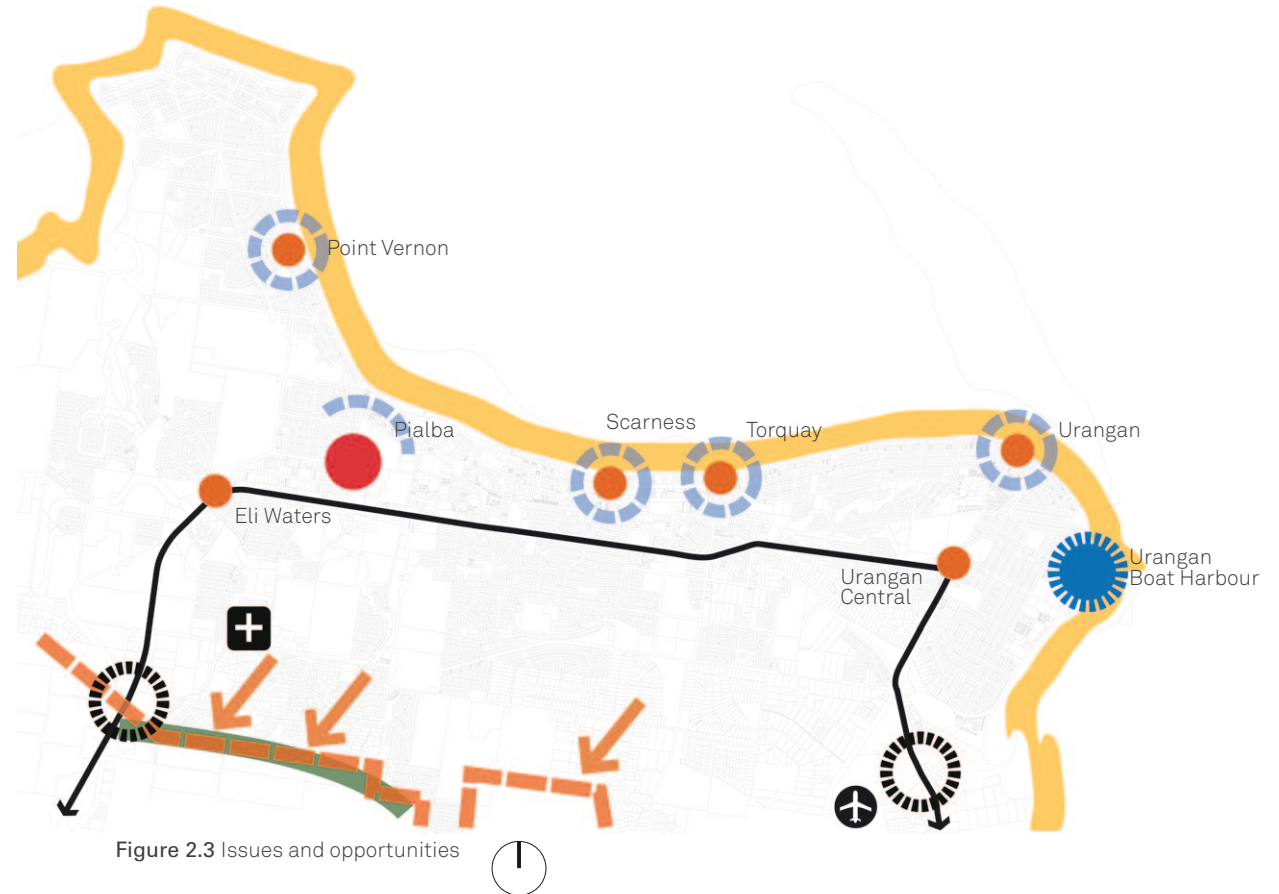 Point Vernon
Scarness
Pialba
Torquay
Urangan
Eli Waters
Urangan
Boat Harbour
Urangan
Central
Figure 2.3 Issues and opportunities